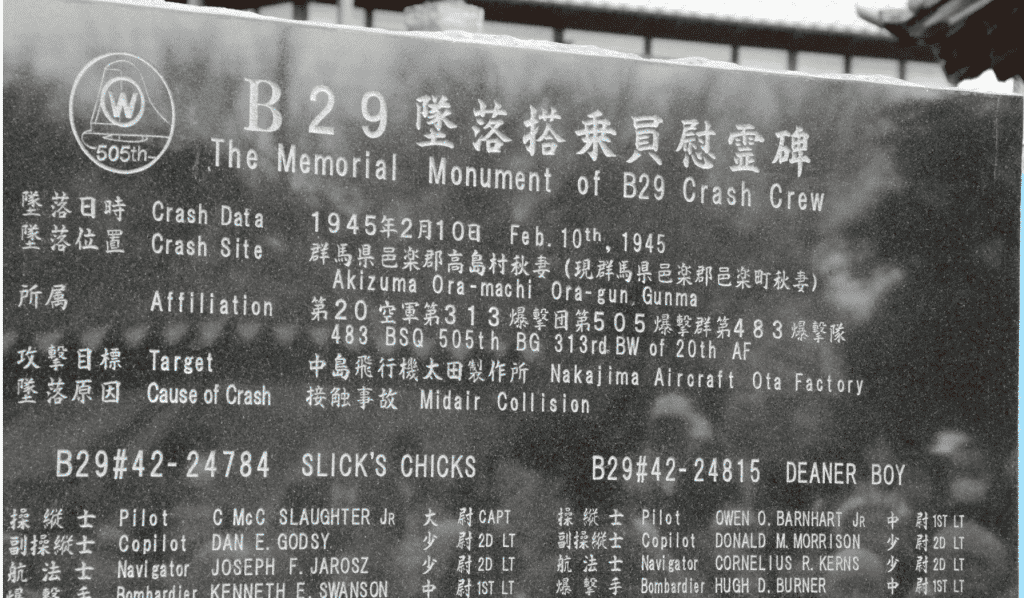 W
505th
B29墜落搭乗員慰霊碑
The Memorial Monument of B29 Crash Crew
墜落日時 Crash Data 1945年2月10日 Feb. 10th, 1945
墜落位置 Crash Site 群馬県邑楽郡高島村秋妻 (現群馬県邑楽郡邑楽町秋妻)
Akizuma Ora-machi Ora-gun Gunma
所属 Affiliation 第20空軍第313爆撃団第505爆撃群第483爆撃隊
483 BSQ 505th BG 313rd BW of 20th AF
攻撃目標 Target 中島飛行機太田製作所 Nakajima Aircraft Ota Factory
墜落原因 Cause of Crash 接触事故 Midair Collision
B29#42-24784 SLICK'S CHICKS
操縦士 Pilot C McC SLAUGHTER JR 大尉 CAPT
副操縦士 Copilot DAN E. GODSY 少尉 2D LT
航法士 Navigator JOSEPH F. JAROSZ 少尉 2D LT
爆撃手 Bombardier KENNETH E. SWANSON 中尉 1ST LT
B29#42-24815 DEANER BOY
操縦士 Pilot OWEN O. BARNHART JR 中尉 1ST LT
副操縦士 Copilot DONALD M. MORRISON 少尉 2D LT
航法士 Navigator CORNELIUS R. KERNS 少尉 2D LT
爆撃手 Bombardier HUGH D. BURNER 中尉 1ST LT